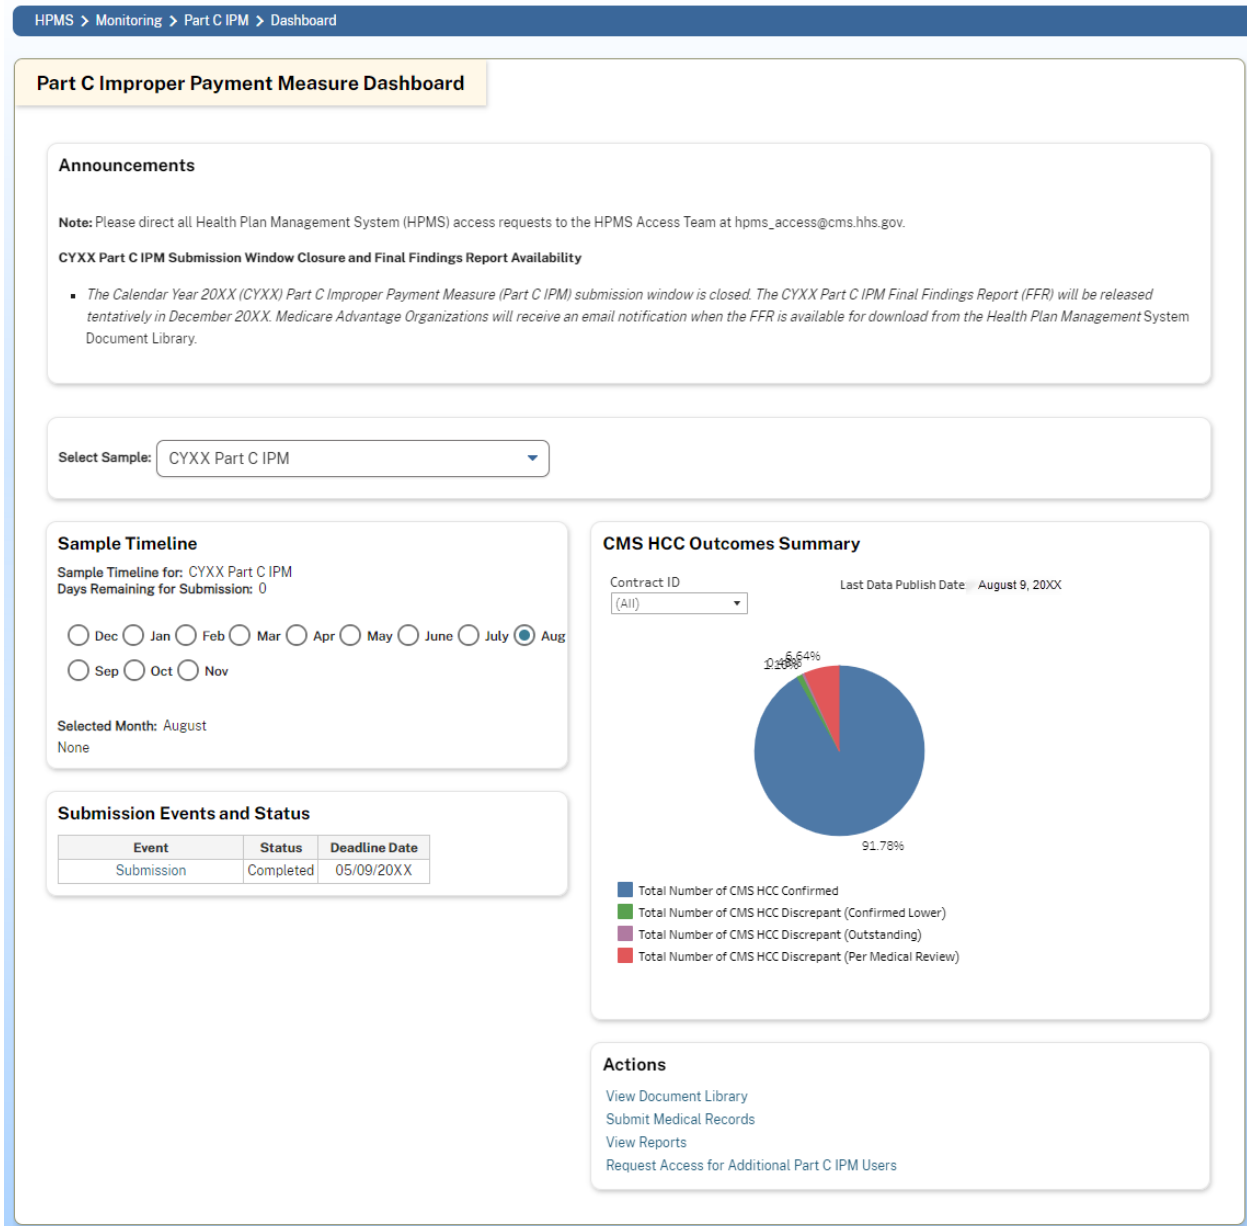 HPMS > Monitoring > Part C IPM > Dashboard
Part C Improper Payment Measure Dashboard
Announcements
Note: Please direct all Health Plan Management System (HPMS) access requests to the HPMS Access Team at hpms_access@cms.hhs.gov.
CYXX Part C IPM Submission Window Closure and Final Findings Report Availability
▪ The Calendar Year 20XX (CYXX) Part C Improper Payment Measure (Part C IPM) submission window is closed. The CYXX Part C IPM Final Findings Report (FFR) will be released
tentatively in December 20XX. Medicare Advantage Organizations will receive an email notification when the FFR is available for download from the Health Plan Management System
Document Library.
Select Sample: CYXX Part C IPM
Sample Timeline
Sample Timeline for: CYXX Part C IPM
Days Remaining for Submission: 0
Dec Jan Feb Mar Apr May June July Aug
Sep Oct Nov
Selected Month: August
None
Submission Events and Status
Event Status Deadline Date
Submission Completed 05/09/20XX
CMS HCC Outcomes Summary
Contract ID
(All)
Last Data Publish Date August 9, 20XX
6.64%
91.78%
Total Number of CMS HCC Confirmed
Total Number of CMS HCC Discrepant (Confirmed Lower)
Total Number of CMS HCC Discrepant (Outstanding)
Total Number of CMS HCC Discrepant (Per Medical Review)
Actions
View Document Library
Submit Medical Records
View Reports
Request Access for Additional Part C IPM Users